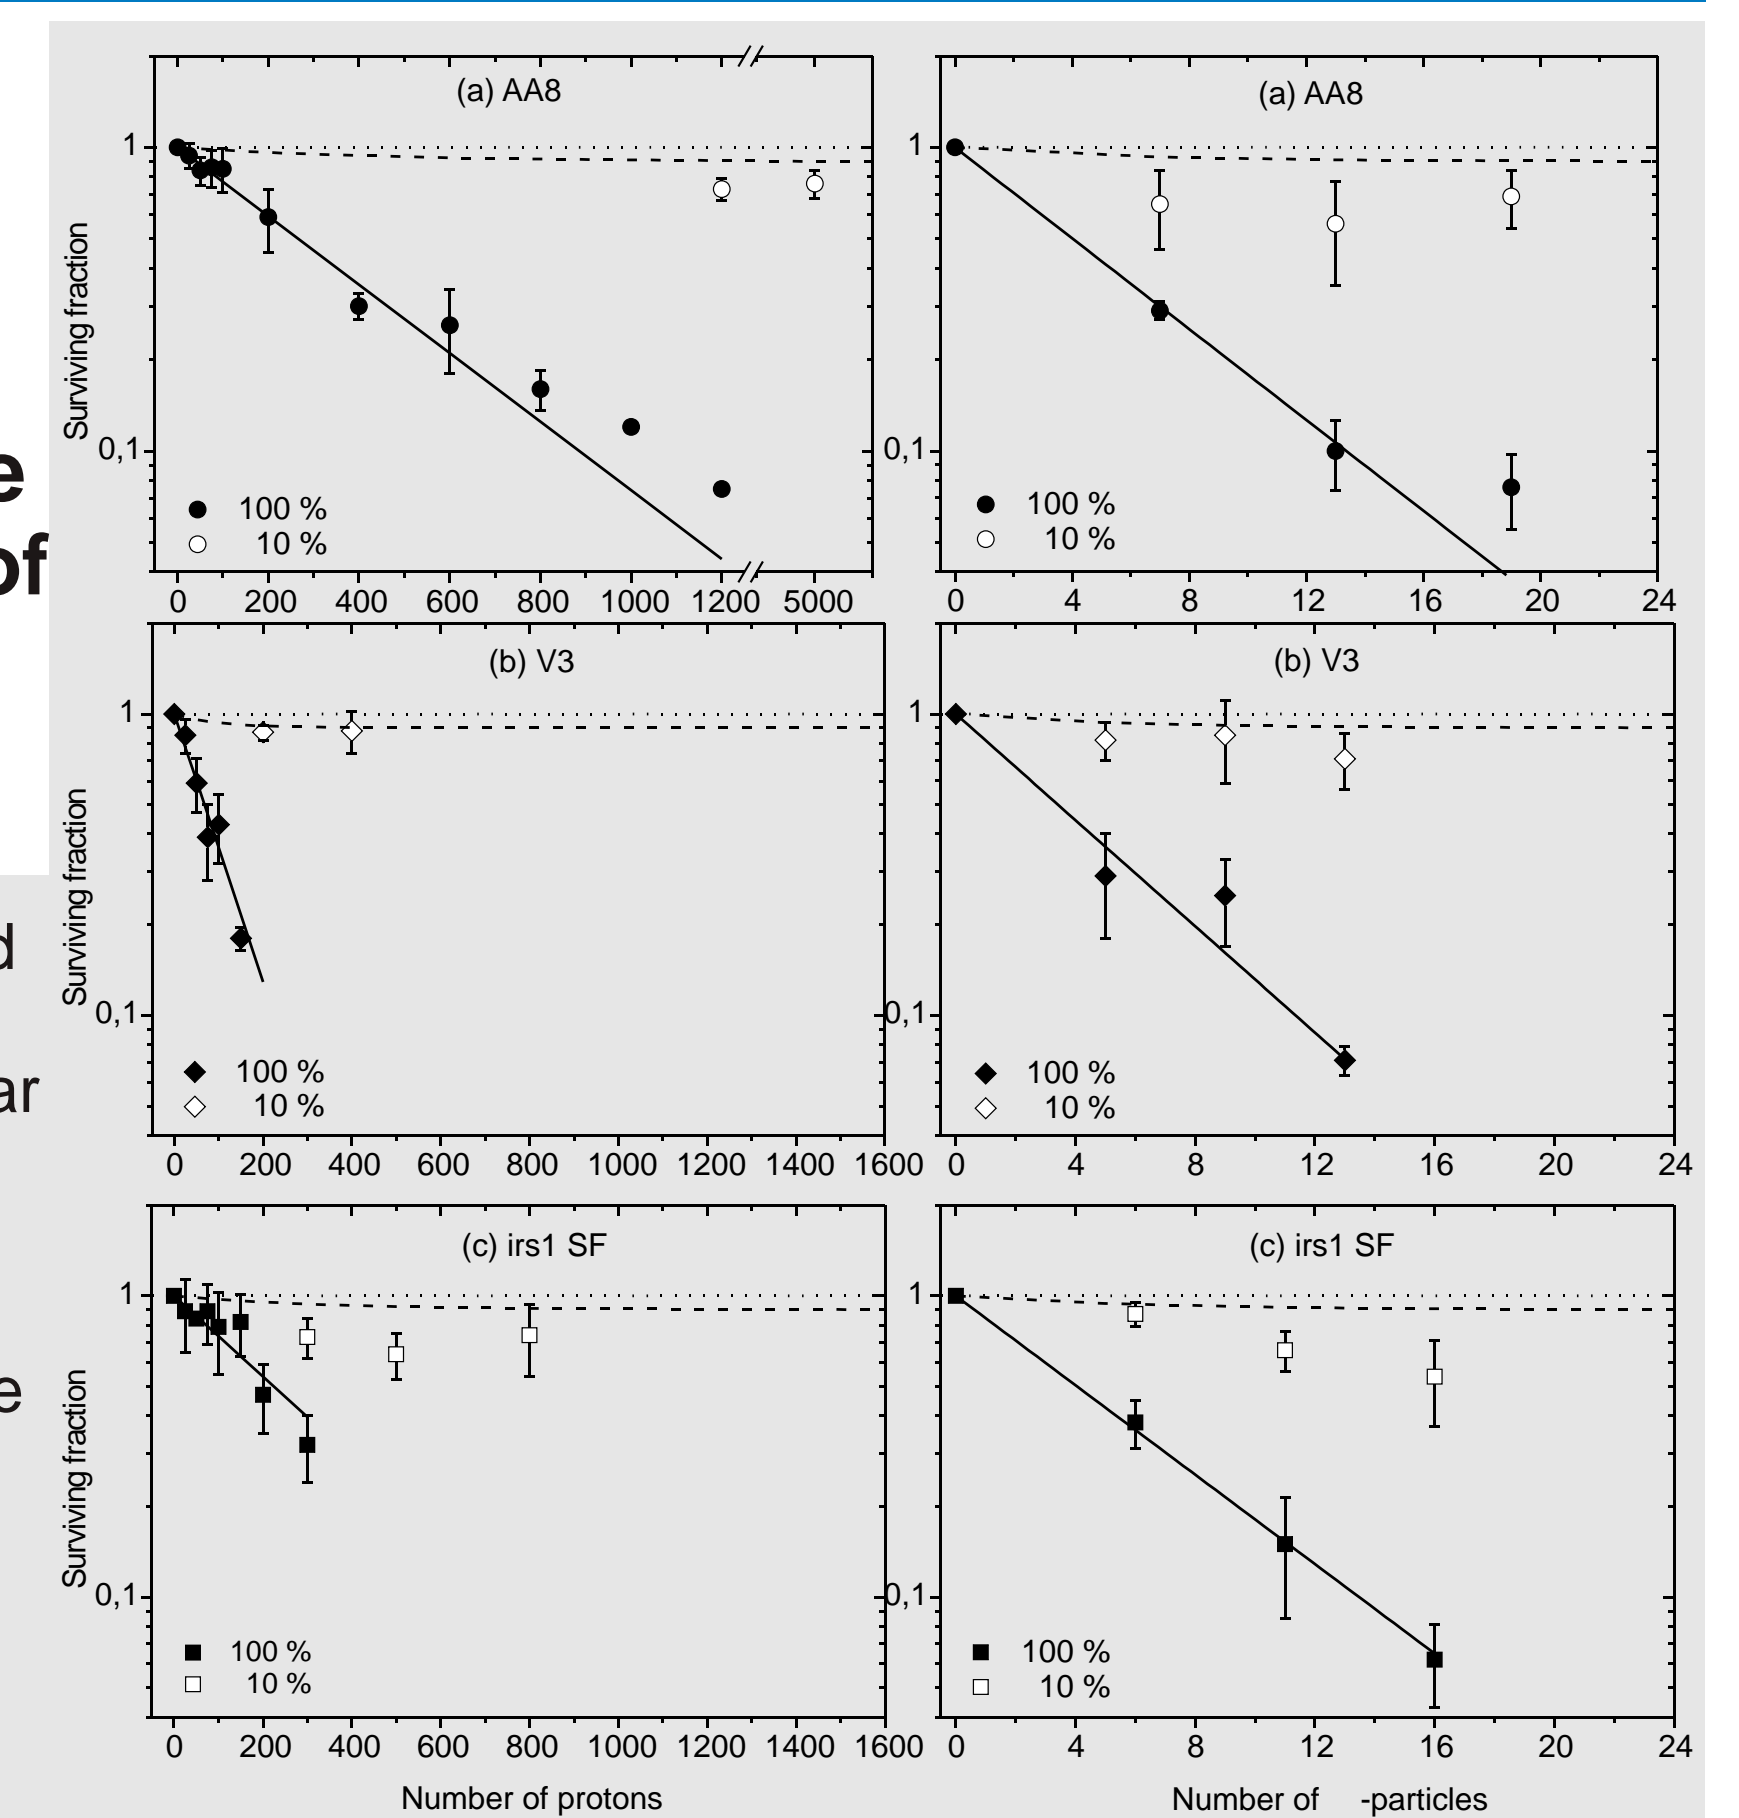 (a) AA8
Surviving fraction
1
0,1
100 %
10 %
0 200 400 600 800 1000 1200 5000
(a) AA8
1
0,1
100 %
10 %
0 4 8 12 16 20 24
(b) V3
Surviving fraction
1
0,1
100 %
10 %
0 200 400 600 800 1000 1200 1400 1600
(b) V3
1
0,1
100 %
10 %
0 4 8 12 16 20 24
(c) irs1 SF
Surviving fraction
1
0,1
100 %
10 %
0 200 400 600 800 1000 1200 1400 1600
Number of protons
(c) irs1 SF
1
0,1
100 %
10 %
0 4 8 12 16 20 24
Number of -particles
e
of
d
ar
e